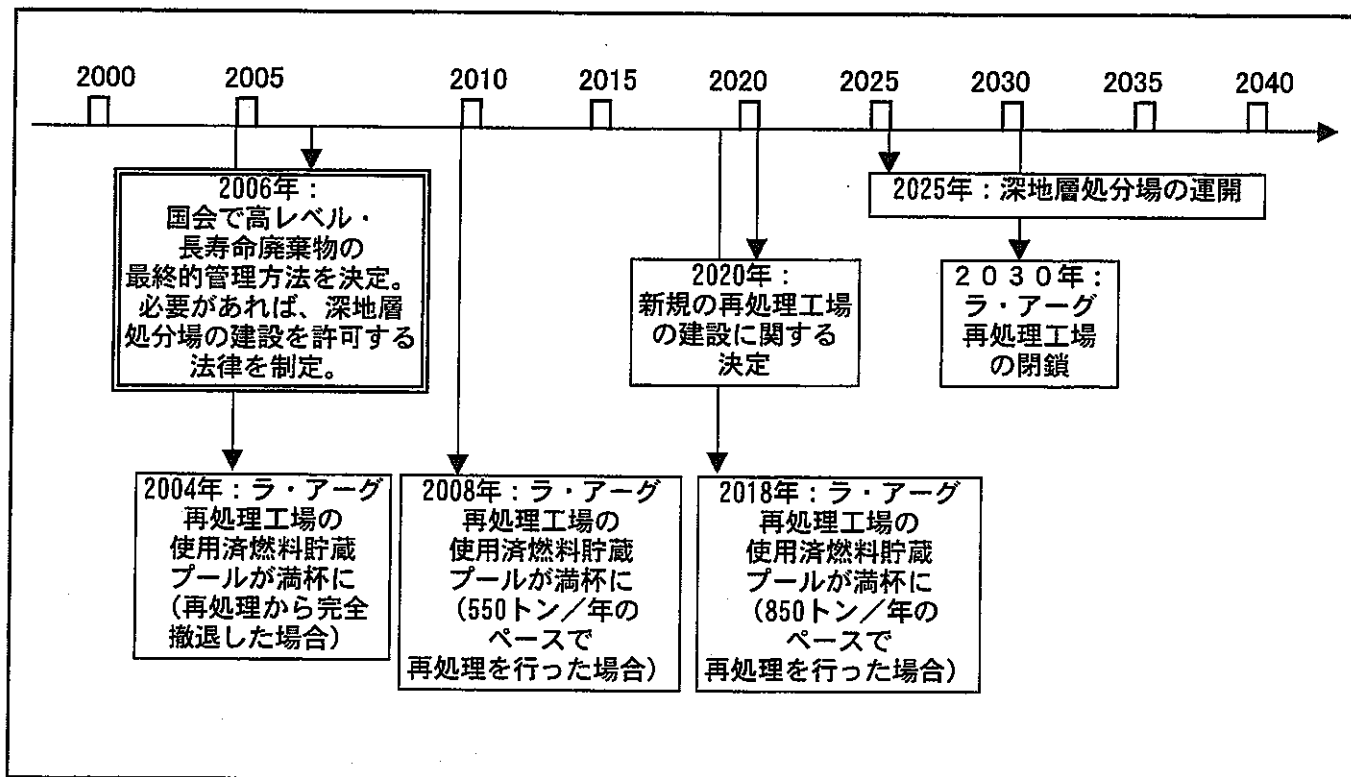 2000 2005 2010 2015 2020 2025 2030 2035 2040
2006年：
国会で高レベル・
長寿命廃棄物の
最終的管理方法を決定。
必要があれば、深地層
処分場の建設を許可する
法律を制定。
2020年：
新規の再処理工場
の建設に関する
決定
2025年：深地層処分場の運開
２０３０年：
ラ・アーグ
再処理工場
の閉鎖
2004年：ラ・アーグ
再処理工場の
使用済燃料貯蔵
プールが満杯に
（再処理から完全
撤退した場合）
2008年：ラ・アーグ
再処理工場の
使用済燃料貯蔵
プールが満杯に
（550トン／年の
ペースで
再処理を行った場合）
2018年：ラ・アーグ
再処理工場の
使用済燃料貯蔵
プールが満杯に
（850トン／年の
ペースで
再処理を行った場合）